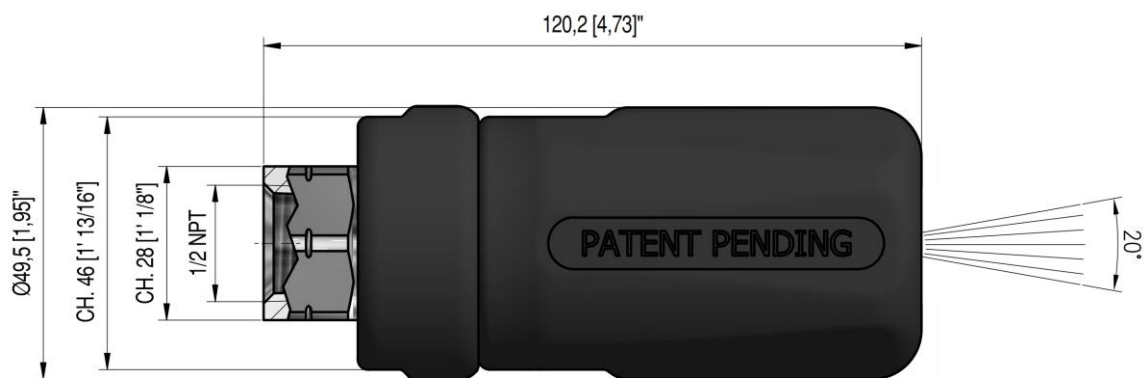 120,2 [4,73]"
Ø49,5 [1,95]"
CH. 46 [1' 13/16"]
CH. 28 [1' 1/8"]
1/2 NPT
PATENT PENDING
20°